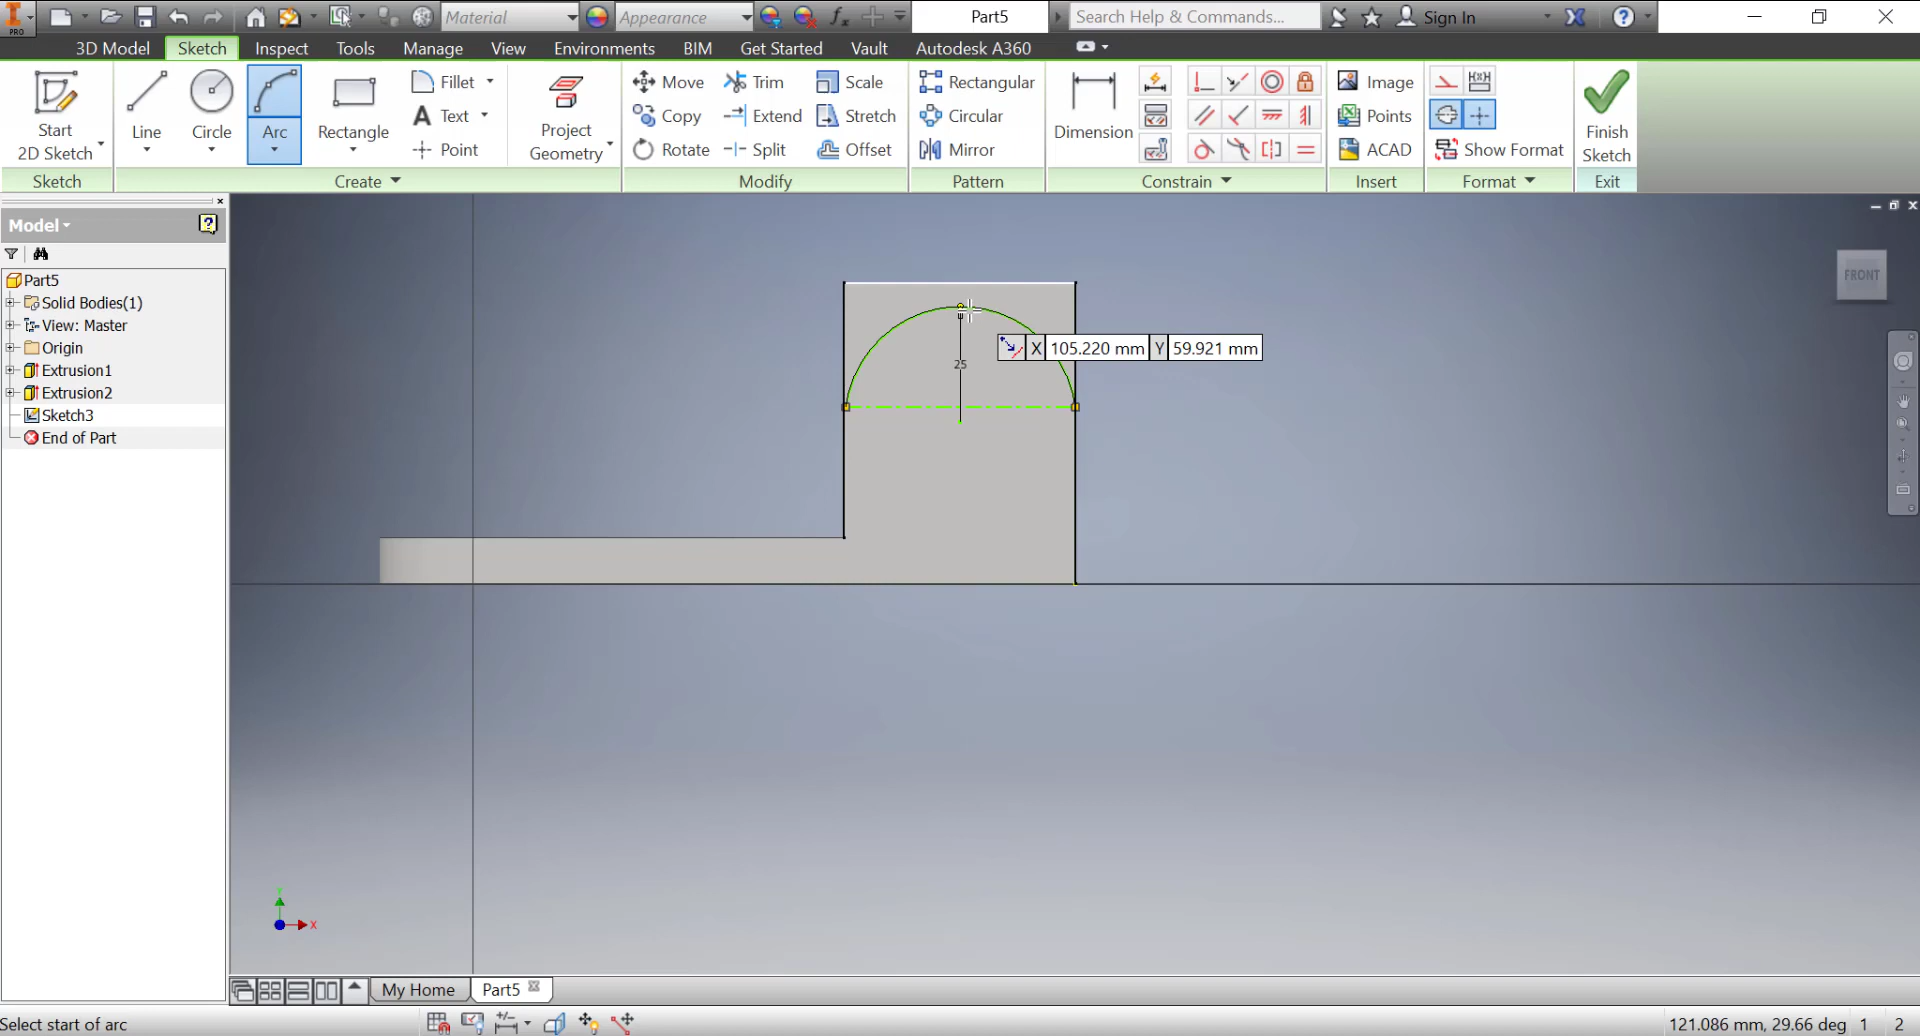 PRO
Material
Appearance
Part5
Search Help & Commands...
Sign In
3D Model
Sketch
Inspect
Tools
Manage
View
Environments
BIM
Get Started
Vault
Autodesk A360
Start
2D Sketch
Line
Circle
Arc
Rectangle
Fillet
Text
Point
Project
Geometry
Move
Copy
Rotate
Trim
Extend
Split
Scale
Stretch
Offset
Rectangular
Circular
Mirror
Dimension
Image
Points
ACAD
Show Format
Finish
Sketch
Sketch
Create
Modify
Pattern
Constrain
Insert
Format
Exit
Model
Part5
Solid Bodies(1)
View: Master
Origin
Extrusion1
Extrusion2
Sketch3
End of Part
FRONT
X 105.220 mm Y 59.921 mm
25
Y
X
My Home
Part5
Select start of arc
121.086 mm, 29.66 deg 1 2